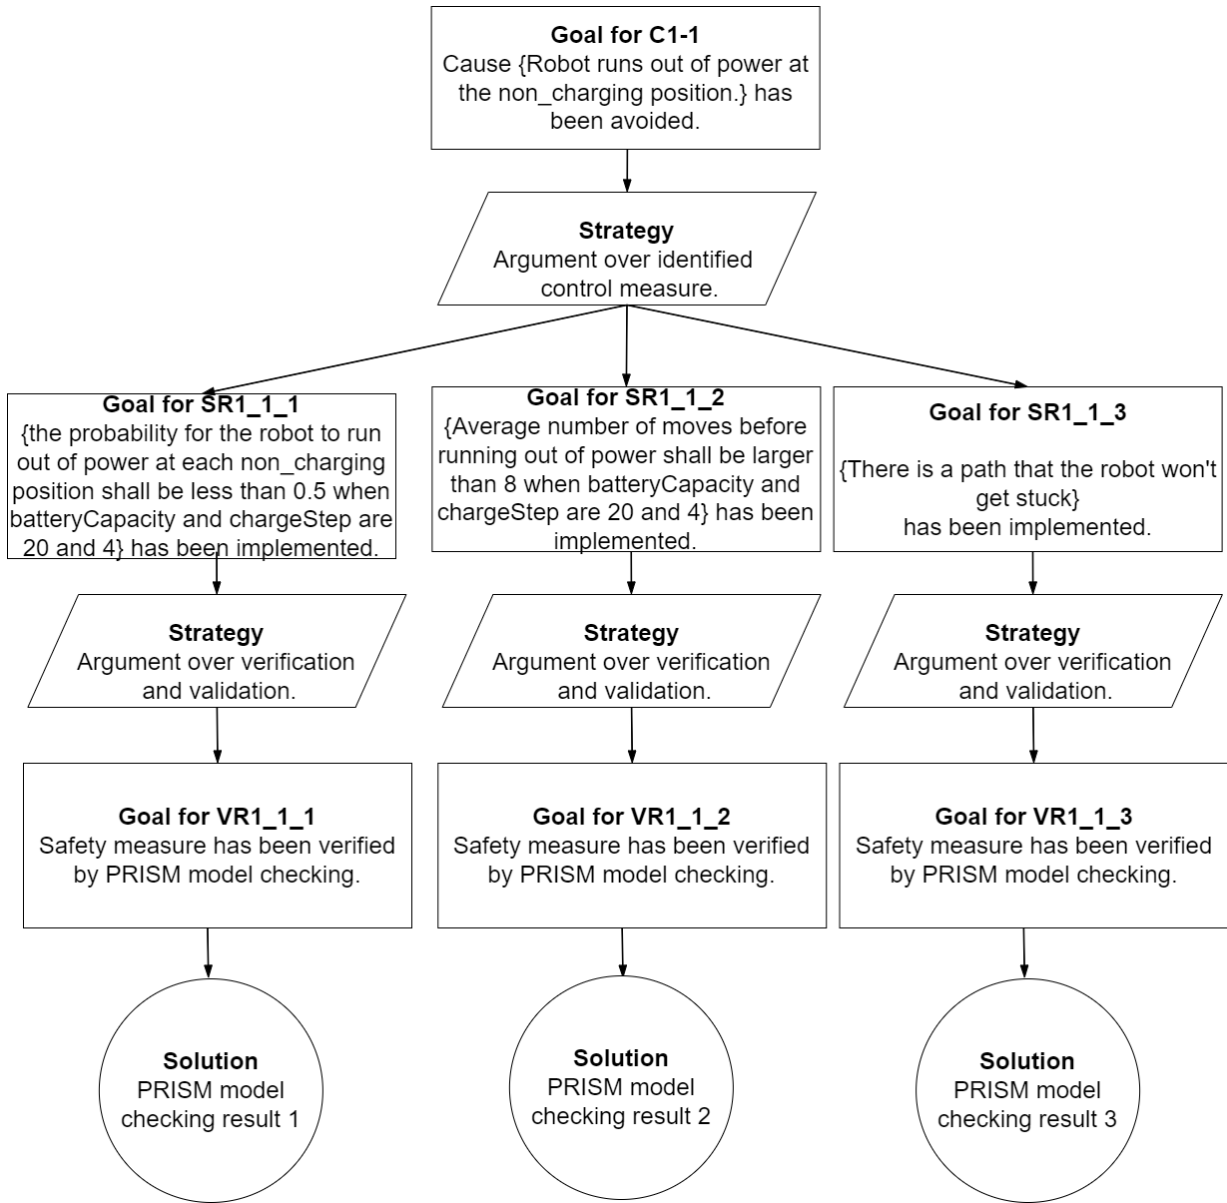 Goal for C1-1
Cause {Robot runs out of power at
the non_charging position.} has
been avoided.
Strategy
Argument over identified
control measure.
Goal for SR1_1_1
{the probability for the robot to run
out of power at each non_charging
position shall be less than 0.5 when
batteryCapacity and chargeStep are
20 and 4} has been implemented.
Goal for SR1_1_2
{Average number of moves before
running out of power shall be larger
than 8 when batteryCapacity and
chargeStep are 20 and 4} has been
implemented.
Goal for SR1_1_3
{There is a path that the robot won't
get stuck}
has been implemented.
Strategy
Argument over verification
and validation.
Strategy
Argument over verification
and validation.
Strategy
Argument over verification
and validation.
Goal for VR1_1_1
Safety measure has been verified
by PRISM model checking.
Goal for VR1_1_2
Safety measure has been verified
by PRISM model checking.
Goal for VR1_1_3
Safety measure has been verified
by PRISM model checking.
Solution
PRISM model
checking result 1
Solution
PRISM model
checking result 2
Solution
PRISM model
checking result 3